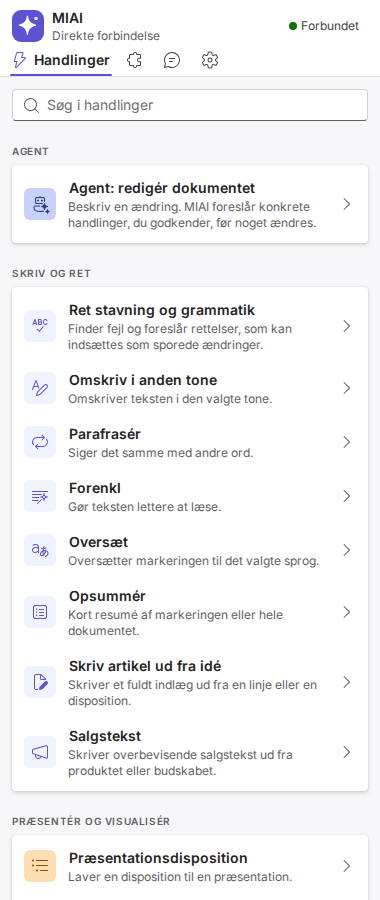 MIAI
Direkte forbindelse
Forbundet
Handlinger
Søg i handlinger
AGENT
Agent: redigér dokumentet
Beskriv en ændring. MIAI foreslår konkrete
handlinger, du godkender, før noget ændres.
SKRIV OG RET
ABC
Ret stavning og grammatik
Finder fejl og foreslår rettelser, som kan
indsættes som sporede ændringer.
Omskriv i anden tone
Omskriver teksten i den valgte tone.
Parafrasér
Siger det samme med andre ord.
Forenkl
Gør teksten lettere at læse.
Oversæt
Oversætter markeringen til det valgte sprog.
Opsummér
Kort resumé af markeringen eller hele
dokumentet.
Skriv artikel ud fra idé
Skriver et fuldt indlæg ud fra en linje eller en
disposition.
Salgstekst
Skriver overbevisende salgstekst ud fra
produktet eller budskabet.
PRÆSENTÉR OG VISUALISÉR
Præsentationsdisposition
Laver en disposition til en præsentation.